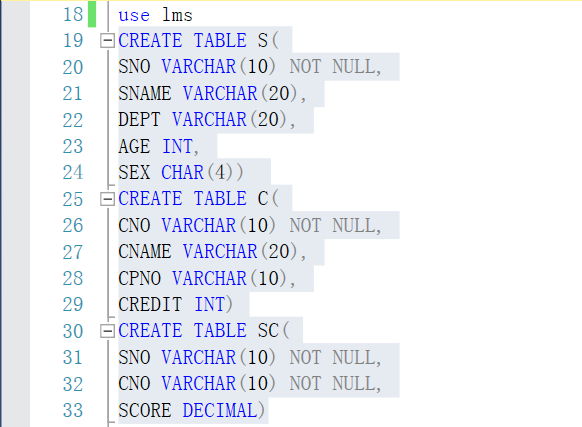 18 use lms
19 CREATE TABLE S(
20 SNO VARCHAR(10) NOT NULL,
21 SNAME VARCHAR(20),
22 DEPT VARCHAR(20),
23 AGE INT,
24 SEX CHAR(4))
25 CREATE TABLE C(
26 CNO VARCHAR(10) NOT NULL,
27 CNAME VARCHAR(20),
28 CPNO VARCHAR(10),
29 CREDIT INT)
30 CREATE TABLE SC(
31 SNO VARCHAR(10) NOT NULL,
32 CNO VARCHAR(10) NOT NULL,
33 SCORE DECIMAL)